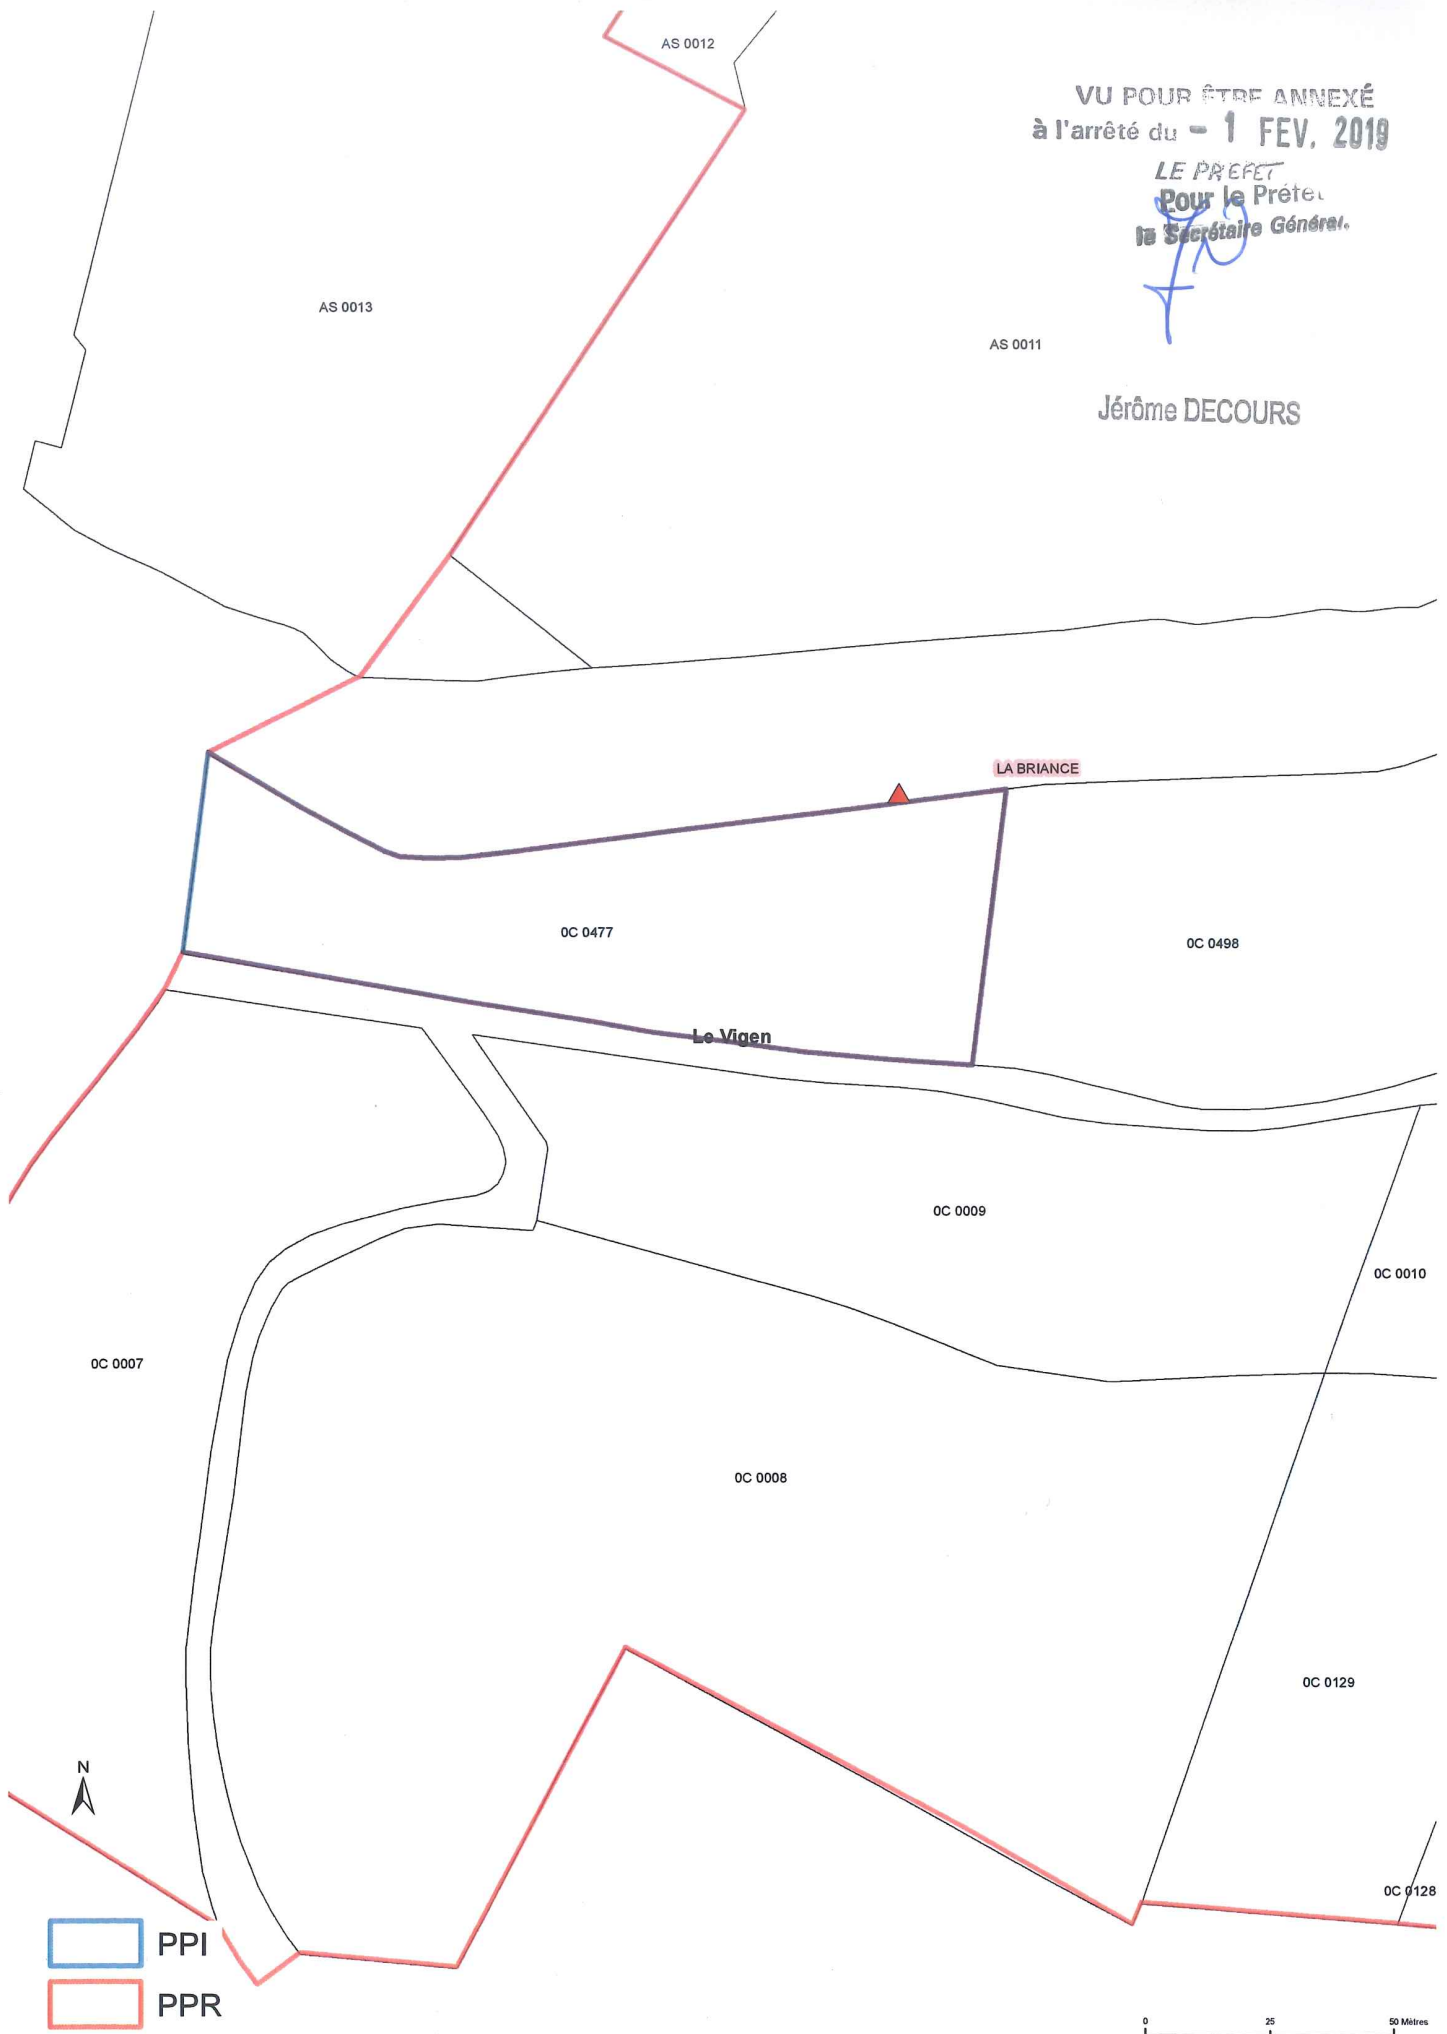 AS 0012
VU POUR ÊTRE ANNEXÉ
à l'arrêté du - 1 FEV. 2019
LE PREFET
Pour le Préfet
le Secrétaire Général.
AS 0013
AS 0011
Jérôme DECOURS
LA BRIANCE
0C 0477
0C 0498
Le Vigen
0C 0009
0C 0010
0C 0007
0C 0008
0C 0129
N
0C 0128
PPI
PPR
0 25 50 Mètres